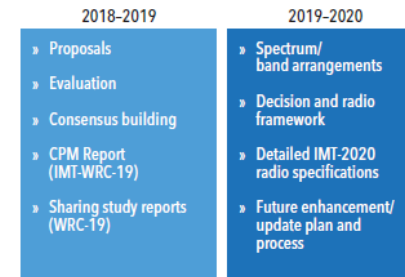 2018–2019
» Proposals
» Evaluation
» Consensus building
» CPM Report
(IMT-WRC-19)
» Sharing study reports
(WRC-19)
2019–2020
» Spectrum/
band arrangements
» Decision and radio
framework
» Detailed IMT-2020
radio specifications
» Future enhancement/
update plan and
process